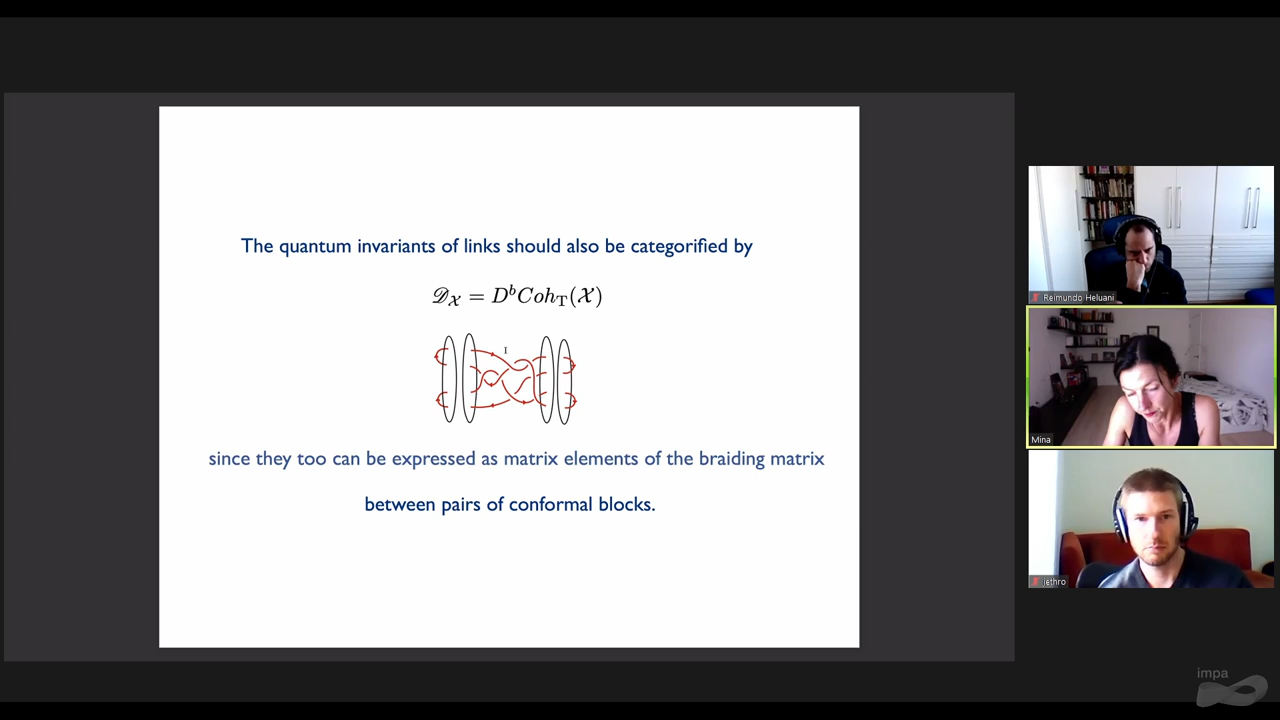 The quantum invariants of links should also be categorified by
𝒟_𝒳 = D^b Coh_T(𝒳)
since they too can be expressed as matrix elements of the braiding matrix
between pairs of conformal blocks.
Reimundo Heluani
Mina
jethro
impa